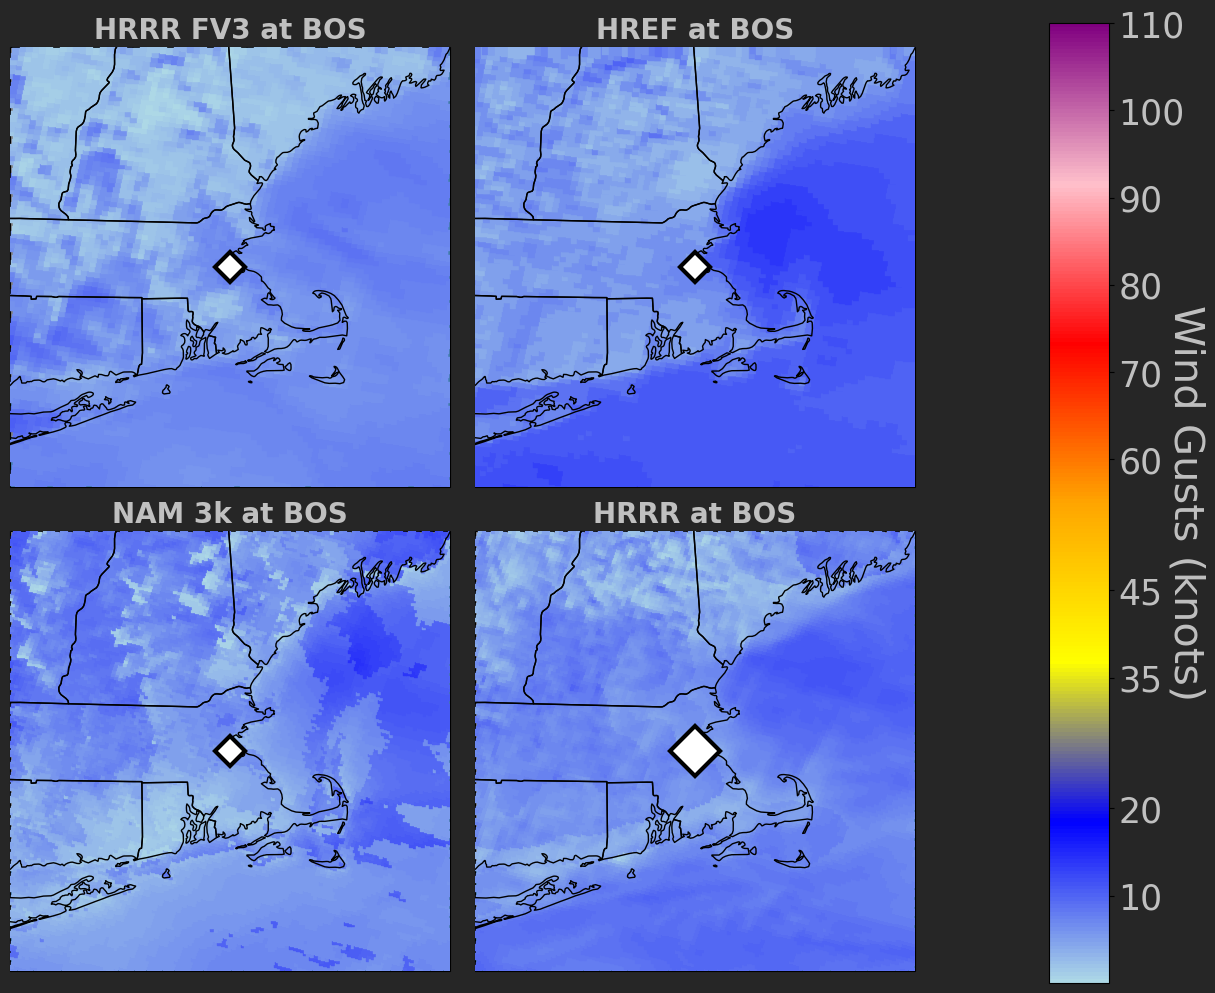 HRRR FV3 at BOS
HREF at BOS
NAM 3k at BOS
HRRR at BOS
110
100
90
80
70
60
45
35
20
10
Wind Gusts (knots)